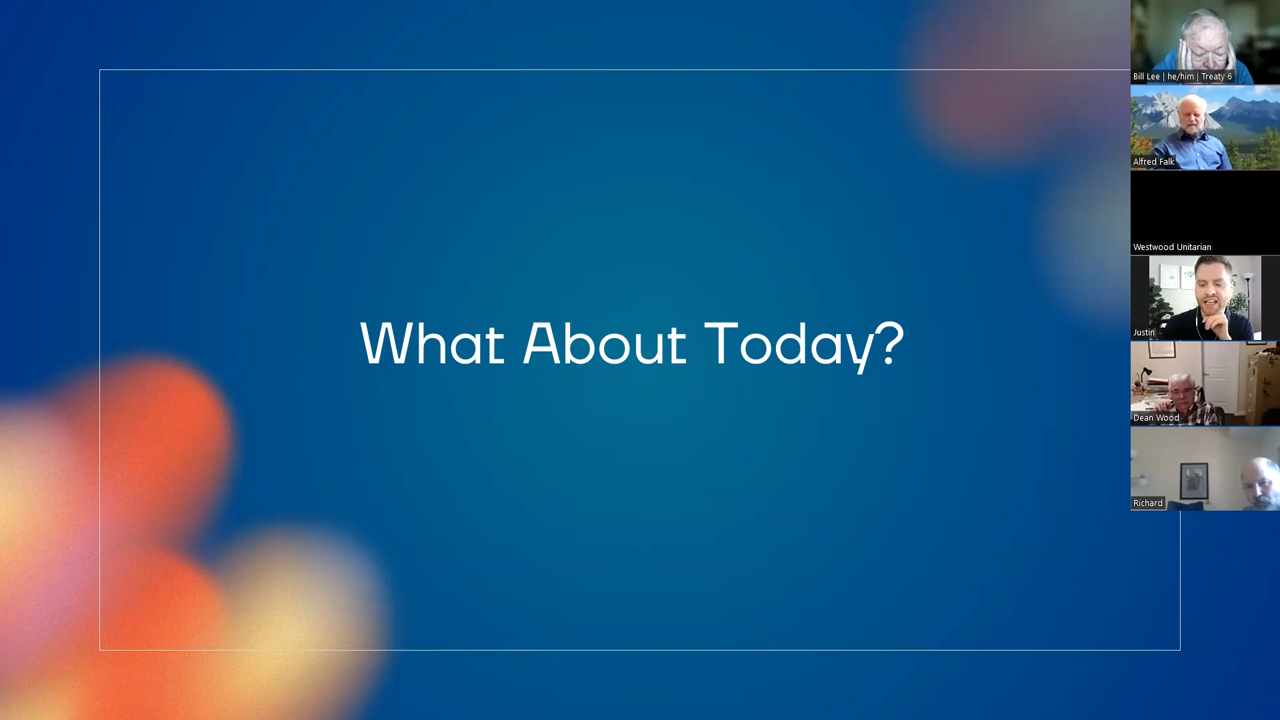 What About Today?
Bill Lee | he/him | Treaty 6
Alfred Falk
Westwood Unitarian
Justin
Dean Wood
Richard